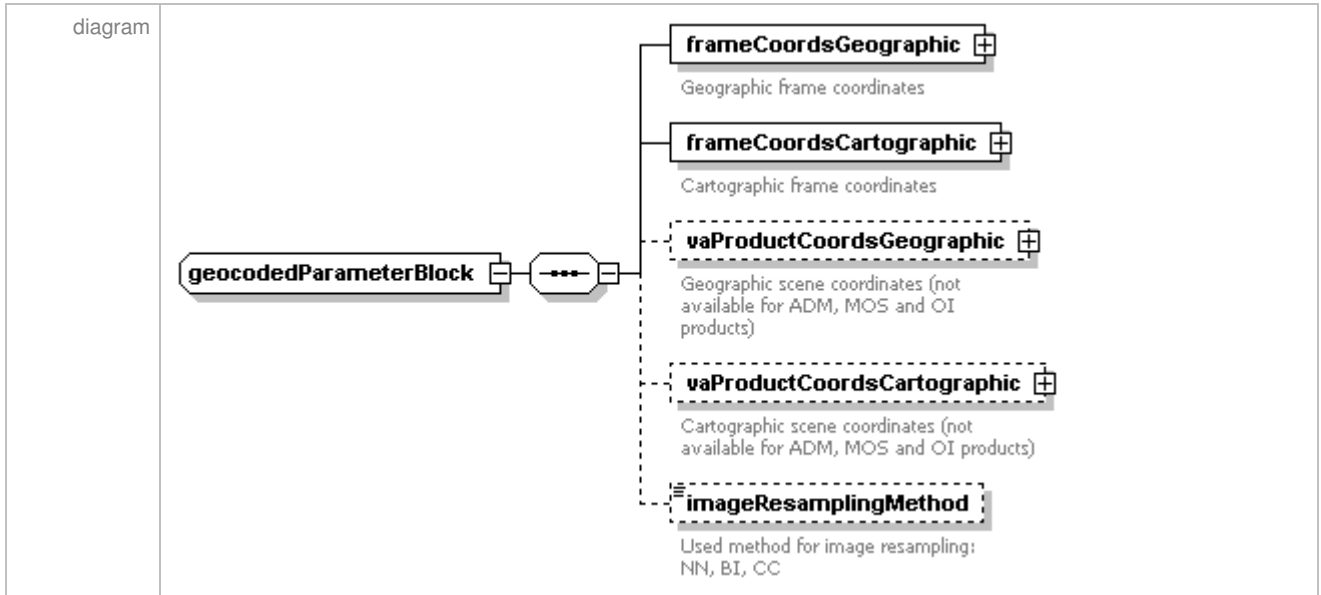 diagram
frameCoordsGeographic
Geographic frame coordinates
frameCoordsCartographic
Cartographic frame coordinates
vaProductCoordsGeographic
geocodedParameterBlock
Geographic scene coordinates (not
available for ADM, MOS and OI
products)
vaProductCoordsCartographic
Cartographic scene coordinates (not
available for ADM, MOS and OI products)
imageResamplingMethod
Used method for image resampling:
NN, BI, CC